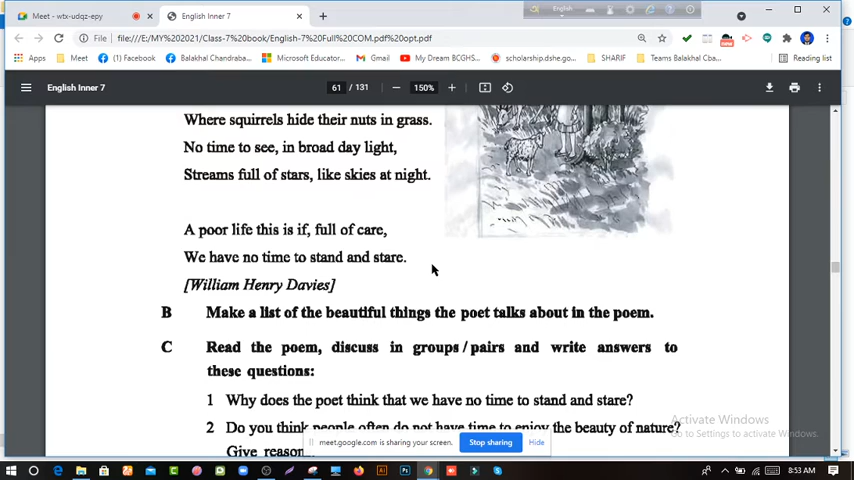 Meet - wtx-udqz-epy
English Inner 7
English
File
file:///E:/MY%202021/Class-7%20book/English-7%20Full%20COM.pdf%20opt.pdf
Apps
Meet
(1) Facebook
Balakhal Chandraba...
Microsoft Educator...
My Dream BCGHS...
scholarship.dshe.go...
SHARIF
Teams Balakhal Cba...
Reading list
English Inner 7
61 / 131
150%
Where squirrels hide their nuts in grass.
No time to see, in broad day light,
Streams full of stars, like skies at night.
A poor life this is if, full of care,
We have no time to stand and stare.
[William Henry Davies]
B Make a list of the beautiful things the poet talks about in the poem.
C Read the poem, discuss in groups/pairs and write answers to
these questions:
1 Why does the poet think that we have no time to stand and stare?
2 Do you think people often do not have time to enjoy the beauty of nature?
Give reason
Activate Windows
Go to Settings to activate Windows.
meet.google.com is sharing your screen.
Stop sharing
Hide
8:53 AM